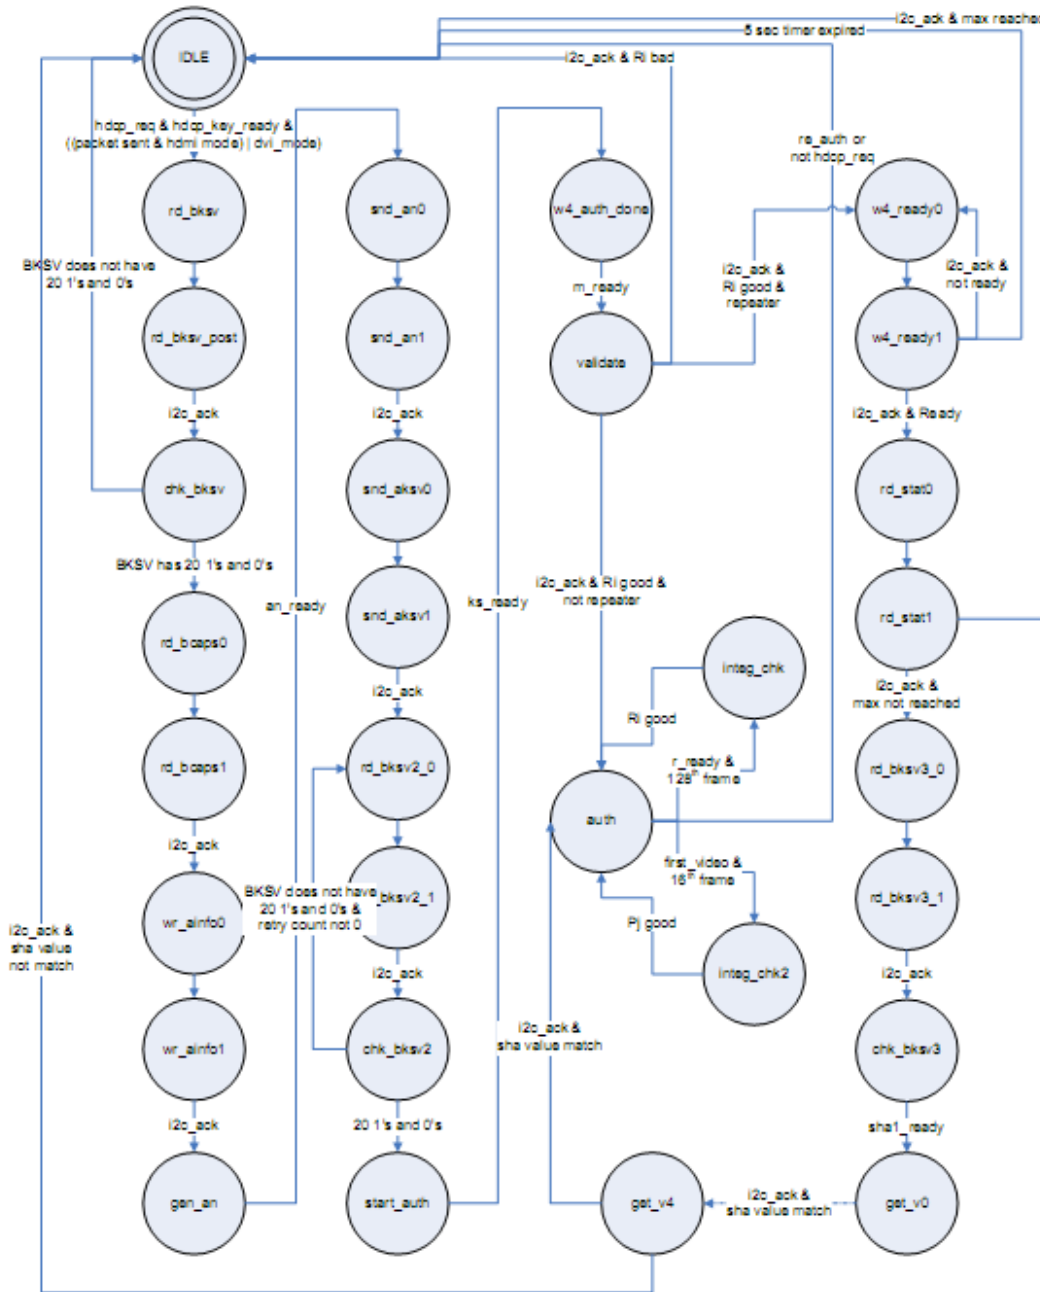 i2c_ack & max reached
5 sec timer expired
IDLE
i2c_ack & Ri bad
hdcp_req & hdcp_key_ready &
((packet sent & hdmi mode) | dvi_mode)
re_auth or
not hdcp_req
rd_bksv
snd_an0
w4_auth_done
w4_ready0
BKSV does not have
20 1's and 0's
i2c_ack &
Ri good &
repeater
i2c_ack &
not ready
m_ready
rd_bksv_post
snd_an1
validate
w4_ready1
i2c_ack
i2c_ack
i2c_ack & Ready
chk_bksv
snd_aksv0
rd_stat0
BKSV has 20 1's and 0's
an_ready
ks_ready
i2c_ack & Ri good &
not repeater
snd_aksv1
rd_stat1
rd_bcaps0
integ_chk
i2c_ack
i2c_ack &
max not reached
Ri good
rd_bcaps1
rd_bksv2_0
r_ready &
128th frame
rd_bksv3_0
auth
i2c_ack
first_video &
16th frame
BKSV does not have
20 1's and 0's &
retry count not 0
_bksv2_1
rd_bksv3_1
wr_ainfo0
Pj good
i2c_ack &
sha value
not match
i2c_ack
integ_chk2
i2c_ack
i2c_ack &
sha value match
wr_ainfo1
chk_bksv2
chk_bksv3
i2c_ack
20 1's and 0's
sha1_ready
gen_an
start_auth
get_v4
i2c_ack &
sha value match
get_v0